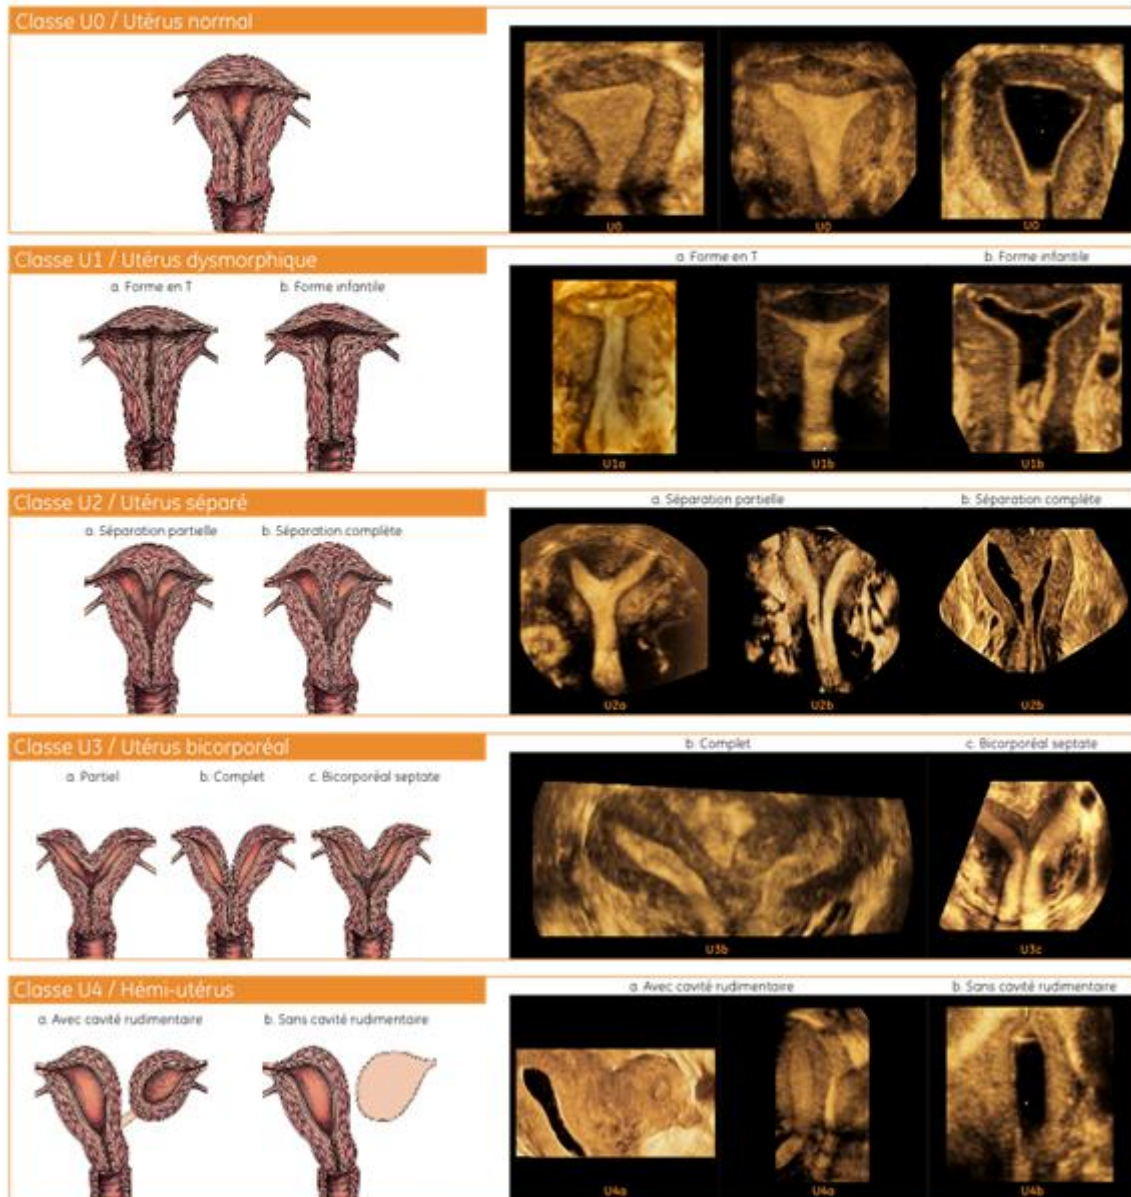 Classe U0 / Utérus normal
U0 U0 U0
Classe U1 / Utérus dysmorphique
a. Forme en T b. Forme infantile
a. Forme en T b. Forme infantile
U1a U1b U1b
Classe U2 / Utérus séparé
a. Séparation partielle b. Séparation complète
a. Séparation partielle b. Séparation complète
U2a U2b U2b
Classe U3 / Utérus bicorporéal
a. Partiel b. Complet c. Bicorporéal septate
b. Complet c. Bicorporéal septate
U3b U3c
Classe U4 / Hémi-utérus
a. Avec cavité rudimentaire b. Sans cavité rudimentaire
a. Avec cavité rudimentaire b. Sans cavité rudimentaire
U4a U4a U4b